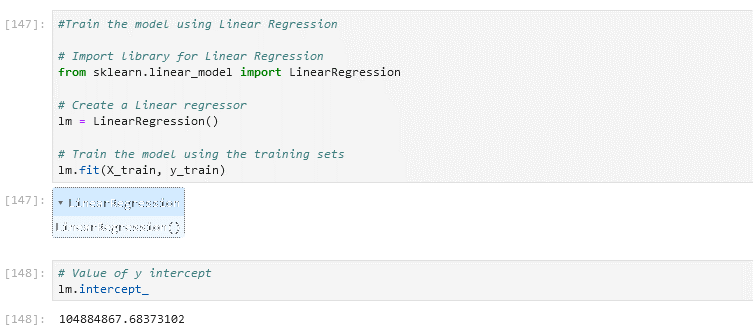 [147]:
#Train the model using Linear Regression
# Import library for Linear Regression
from sklearn.linear_model import LinearRegression
# Create a Linear regressor
lm = LinearRegression()
# Train the model using the training sets
lm.fit(X_train, y_train)
[147]:
▾ LinearRegression
LinearRegression()
[148]:
# Value of y intercept
lm.intercept_
[148]:
104884867.68373102